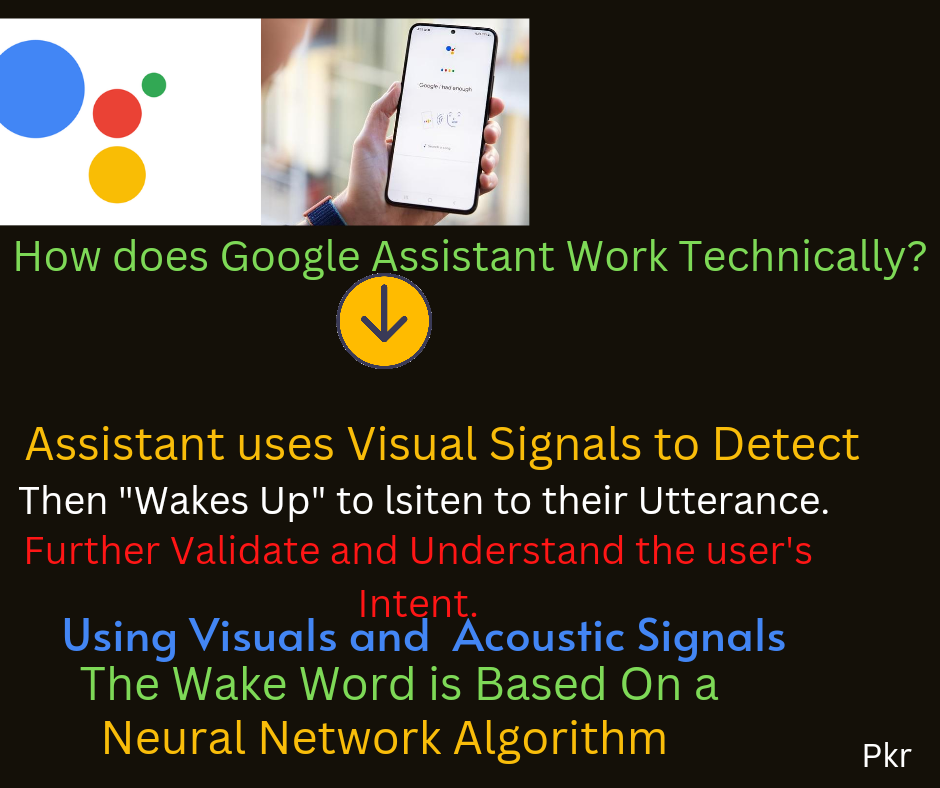 Google I/O tied enough
How does Google Assistant Work Technically?
Assistant uses Visual Signals to Detect
Then "Wakes Up" to lsiten to their Utterance.
Further Validate and Understand the user's
Intent.
Using Visuals and Acoustic Signals
The Wake Word is Based On a
Neural Network Algorithm
Pkr